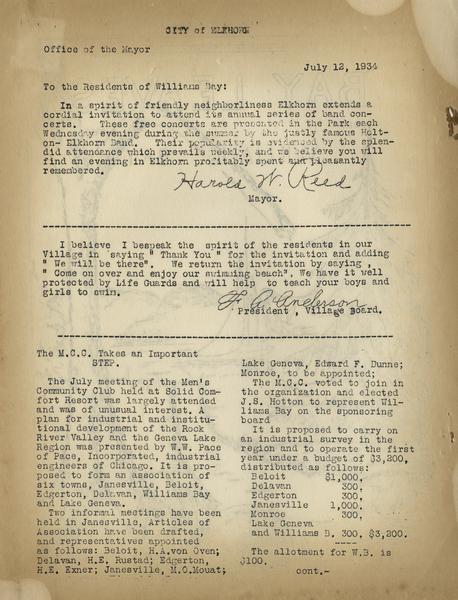 CITY of ELKHORN
Office of the Mayor
July 12, 1934
To the Residents of Williams Bay:
In a spirit of friendly neighborliness Elkhorn extends a
cordial invitation to attend its annual series of band con-
certs. These free concerts are presented in the Park each
Wednesday evening during the summer by the justly famous Holt-
on- Elkhorn Band. Their popularity is evidenced by the splen-
did attendance which prevails weekly, and we believe you will
find an evening in Elkhorn profitably spent and pleasantly
remembered.
Harold W. Reed
Mayor.
I believe I bespeak the spirit of the residents in our
Village in saying " Thank You " for the invitation and adding
" We will be there". We return the invitation by saying ,
" Come on over and enjoy our swimming beach". We have it well
protected by Life Guards and will help to teach your boys and
girls to swim.
F. G. Anderson
President , Village Board.
The M.C.C. Takes an Important
STEP.
The July meeting of the Men's
Community Club held at Solid Com-
fort Resort was largely attended
and was of unusual interest. A
plan for industrial and institu-
tional development of the Rock
River Valley and the Geneva Lake
Region was presented by W.W. Pace
of Pace, Incorporated, industrial
engineers of Chicago. It is pro-
posed to form an association of
six towns, Janesville, Beloit,
Edgerton, Delavan, Williams Bay
and Lake Geneva.
Two informal meetings have been
held in Janesville, Articles of
Association have been drafted,
and representatives appointed
as follows: Beloit, H.A.von Oven;
Delavan, H.E. Rustad; Edgerton,
H.E. Exner; Janesville, M.O.Mouat;
Lake Geneva, Edward F. Dunne;
Monroe, to be appointed;
The M.C.C. voted to join in
the organization and elected
J.S. Hotton to represent Wil-
liams Bay on the sponsoring
board
It is proposed to carry on
an industrial survey in the
region and to operate the first
year under a budget of $3,200,
distributed as follows:
Beloit $1,000,
Delavan 300,
Edgerton 300,
Janesville 1,000.
Monroe 300,
Lake Geneva
and Williams B. 300, $3,200.
----
The allotment for W.B. is
$100.
cont.-